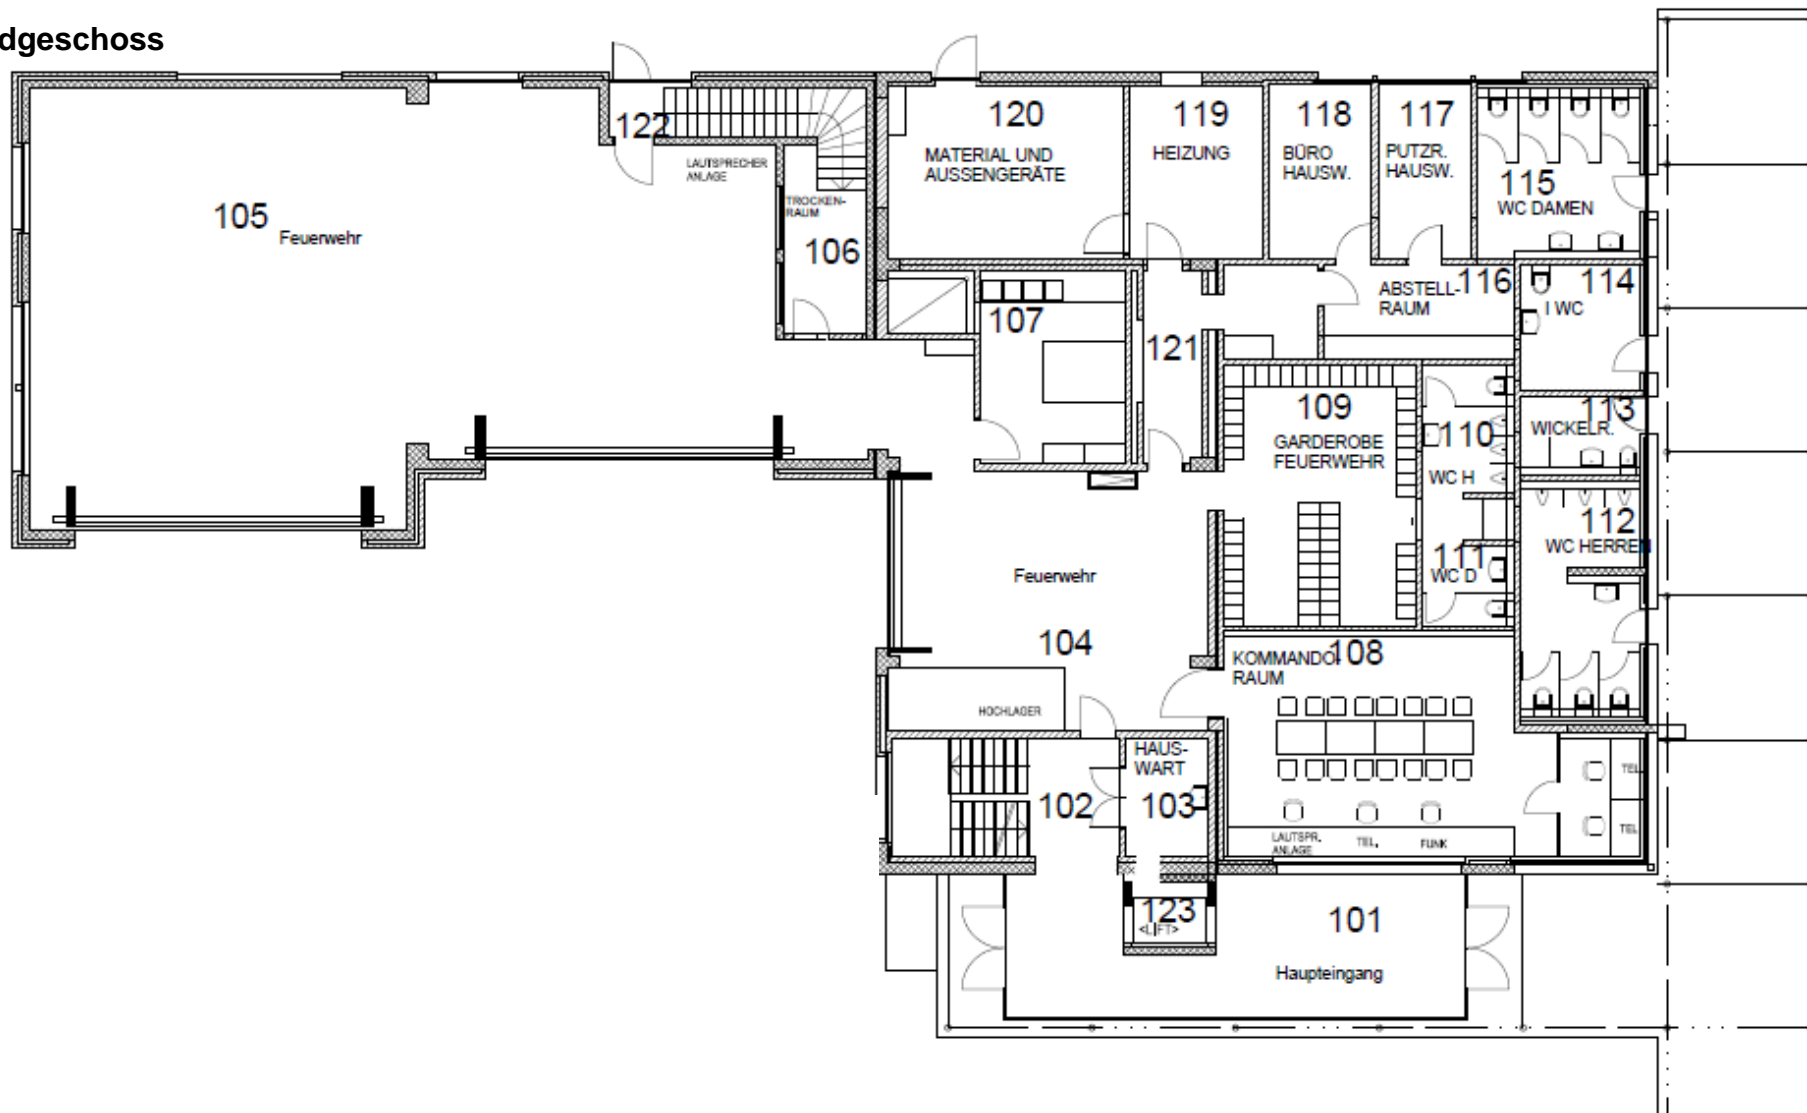 dgeschoss
122
LAUTSPRECHER
ANLAGE
105
Feuerwehr
TROCKEN-
RAUM
106
120
MATERIAL UND
AUSSENGERÄTE
119
HEIZUNG
118
BÜRO
HAUSW.
117
PUTZR.
HAUSW.
115
WC DAMEN
116
ABSTELL-
RAUM
114
I WC
107
121
109
GARDEROBE
FEUERWEHR
110
WC H
113
WICKELR.
112
WC HERREN
111
WC D
Feuerwehr
104
HOCHLAGER
108
KOMMANDO-
RAUM
HAUS-
WART
102
103
LAUTSPR.
ANLAGE
TEL.
FUNK
TEL
TEL
123
<LIFT>
101
Haupteingang